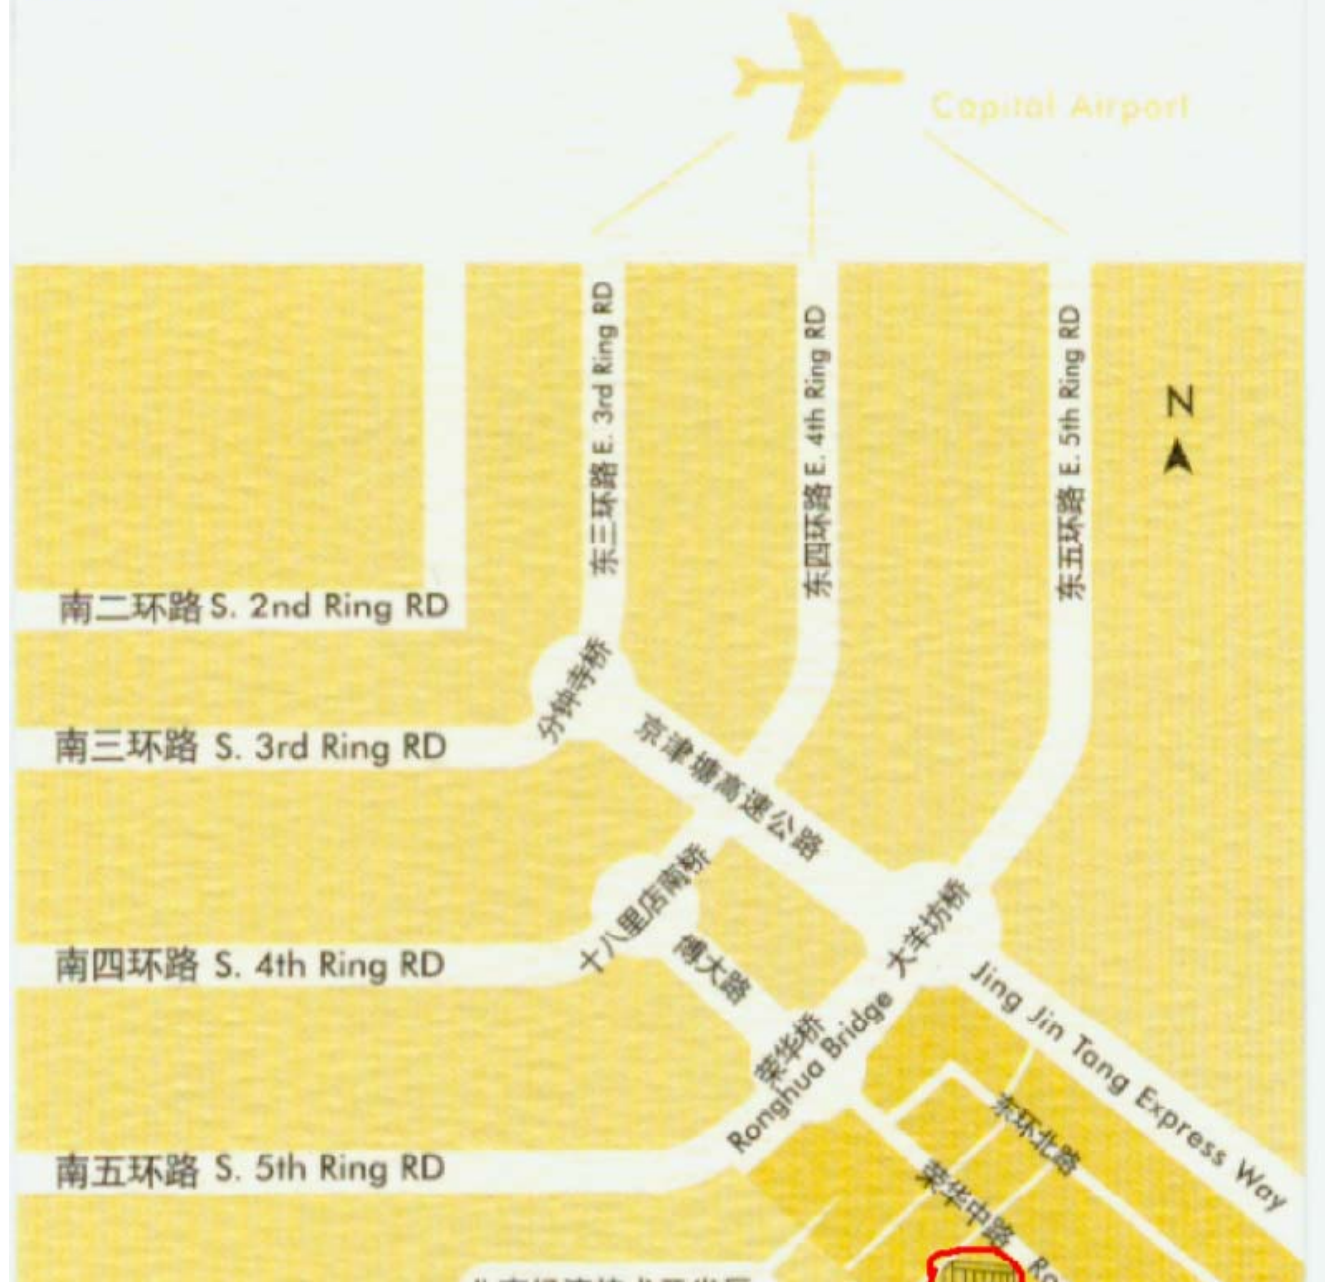 Capital Airport
东三环路 E. 3rd Ring RD
东四环路 E. 4th Ring RD
东五环路 E. 5th Ring RD
N
南二环路 S. 2nd Ring RD
分钟寺桥
南三环路 S. 3rd Ring RD
京津塘高速公路
十八里店南桥
大羊坊桥
南四环路 S. 4th Ring RD
博大路
Jing Jin Tang Express Way
荣华桥
Ronghua Bridge
东环北路
南五环路 S. 5th Ring RD
荣华中路
Ro